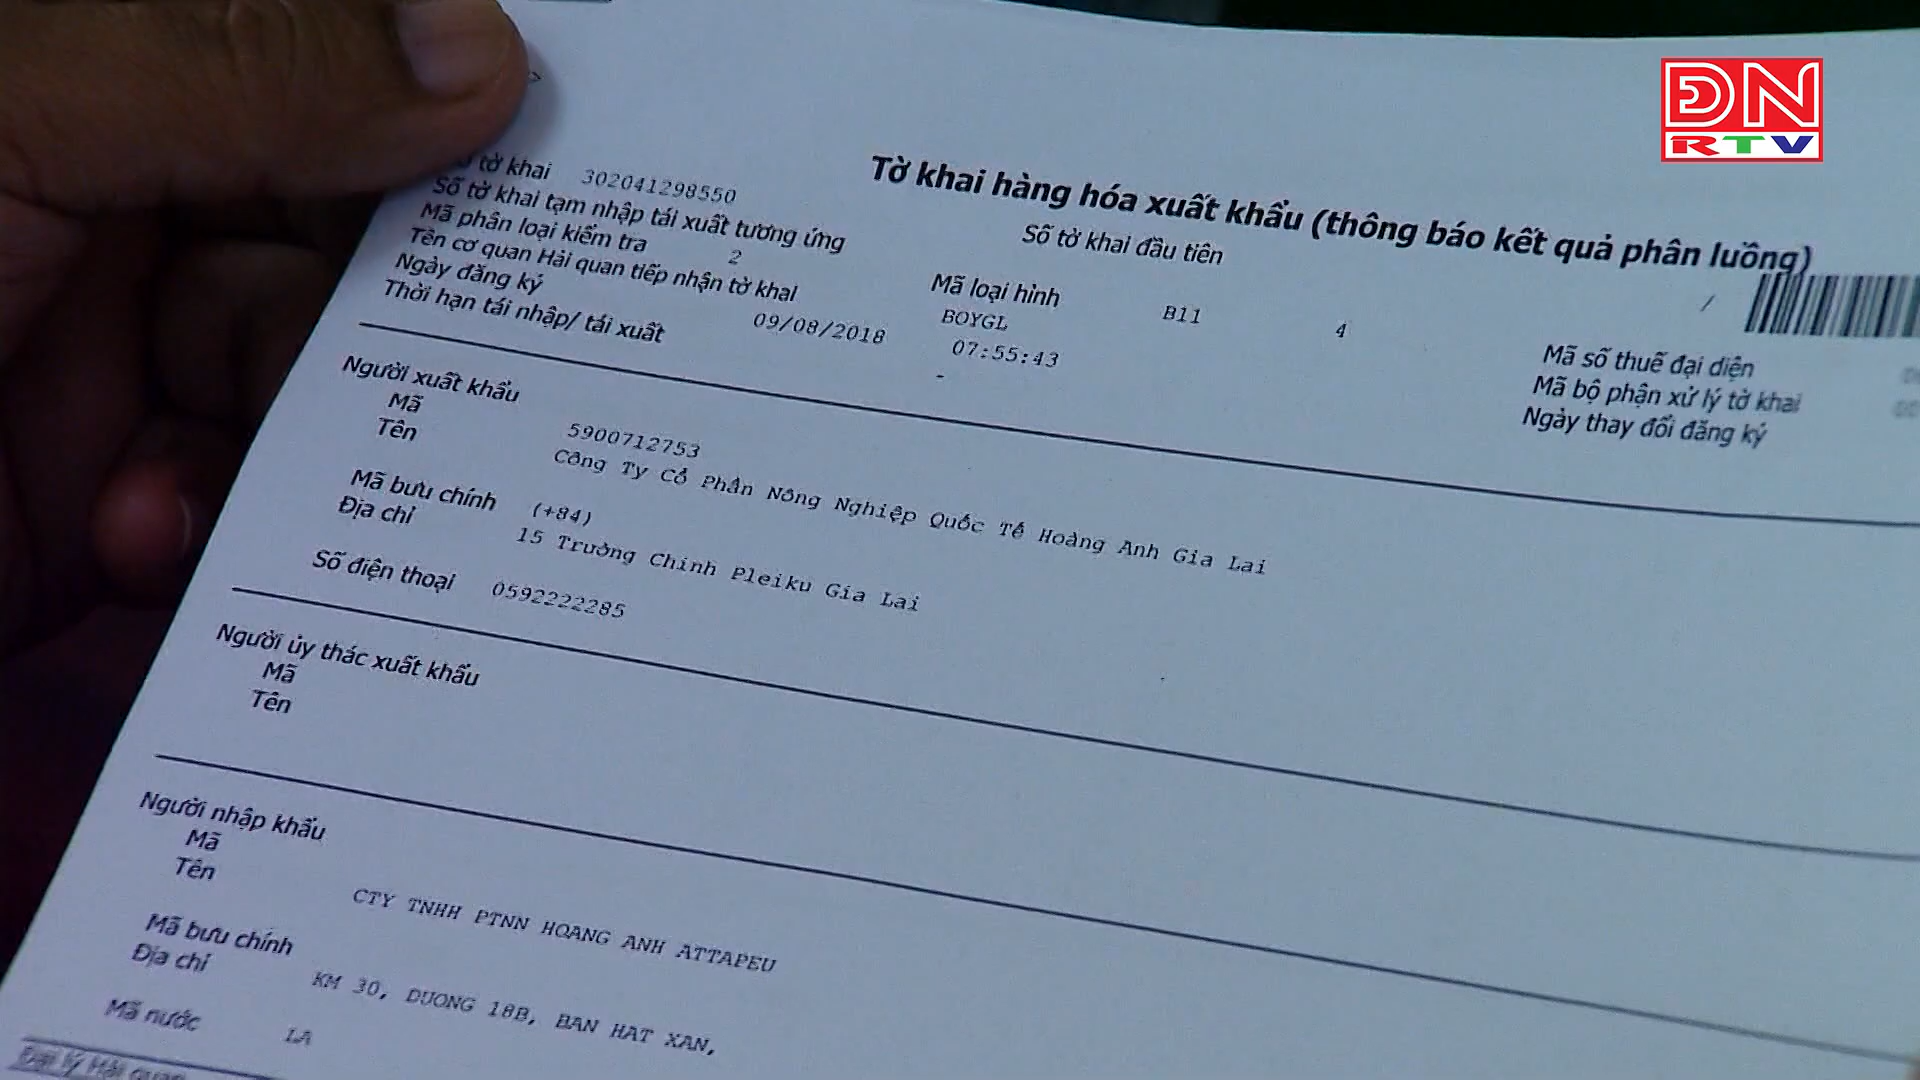 ĐN
RTV
Tờ khai hàng hóa xuất khẩu (thông báo kết quả phân luồng)
tờ khai 302041298550
Số tờ khai đầu tiên
/
Số tờ khai tạm nhập tái xuất tương ứng
Mã phân loại kiểm tra 2 Mã loại hình B11 4
Mã số thuế đại diện
Tên cơ quan Hải quan tiếp nhận tờ khai BOYGL
Mã bộ phận xử lý tờ khai
Ngày đăng ký 09/08/2018 07:55:43
Ngày thay đổi đăng ký
Thời hạn tái nhập/ tái xuất -
Người xuất khẩu
Mã 5900712753
Tên Công Ty Cổ Phần Nông Nghiệp Quốc Tế Hoàng Anh Gia Lai
Mã bưu chính (+84)
Địa chỉ 15 Trường Chinh Pleiku Gia Lai
Số điện thoại 0592222285
Người ủy thác xuất khẩu
Mã
Tên
Người nhập khẩu
Mã
Tên CTY TNHH PTNN HOANG ANH ATTAPEU
Mã bưu chính
Địa chỉ KM 30, DUONG 18B, BAN HAT XAN,
Mã nước LA
Đại lý Hải quan